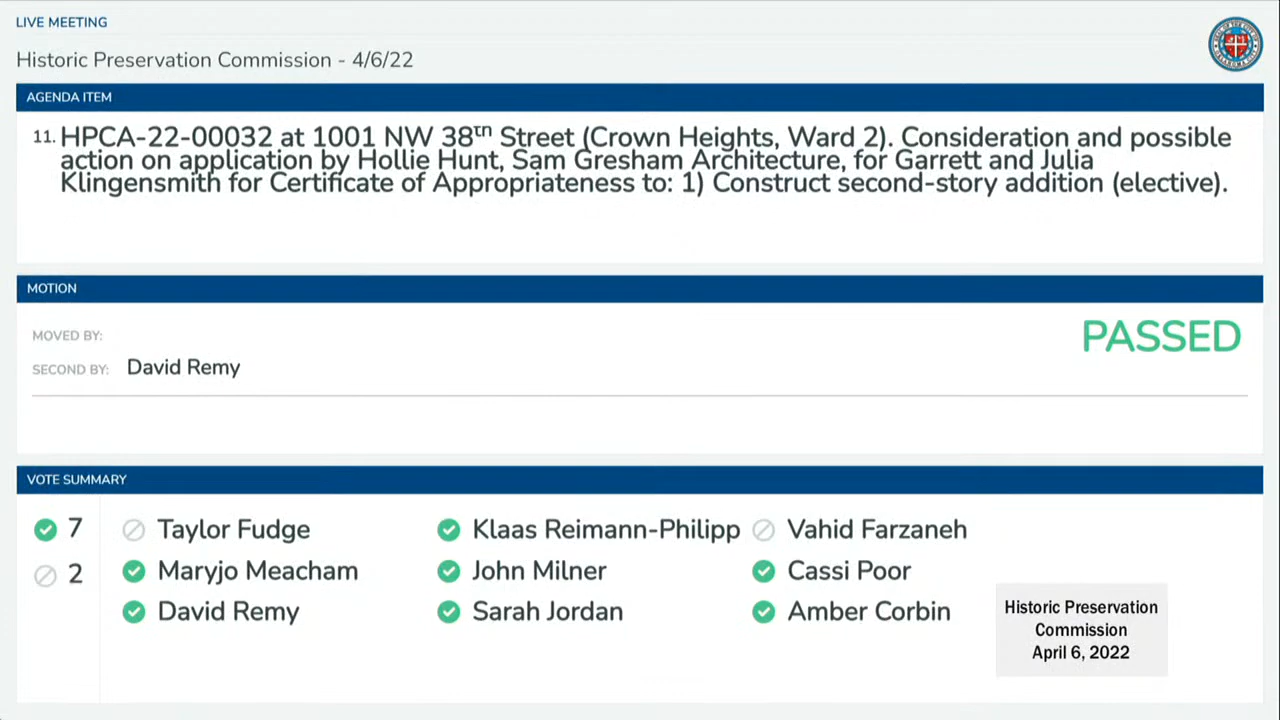 LIVE MEETING
Historic Preservation Commission - 4/6/22
AGENDA ITEM
11. HPCA-22-00032 at 1001 NW 38th Street (Crown Heights, Ward 2). Consideration and possible
action on application by Hollie Hunt, Sam Gresham Architecture, for Garrett and Julia
Klingensmith for Certificate of Appropriateness to: 1) Construct second-story addition (elective).
MOTION
MOVED BY:
PASSED
SECOND BY: David Remy
VOTE SUMMARY
7 Taylor Fudge Klaas Reimann-Philipp Vahid Farzaneh
2 Maryjo Meacham John Milner Cassi Poor
David Remy Sarah Jordan Amber Corbin
Historic Preservation
Commission
April 6, 2022